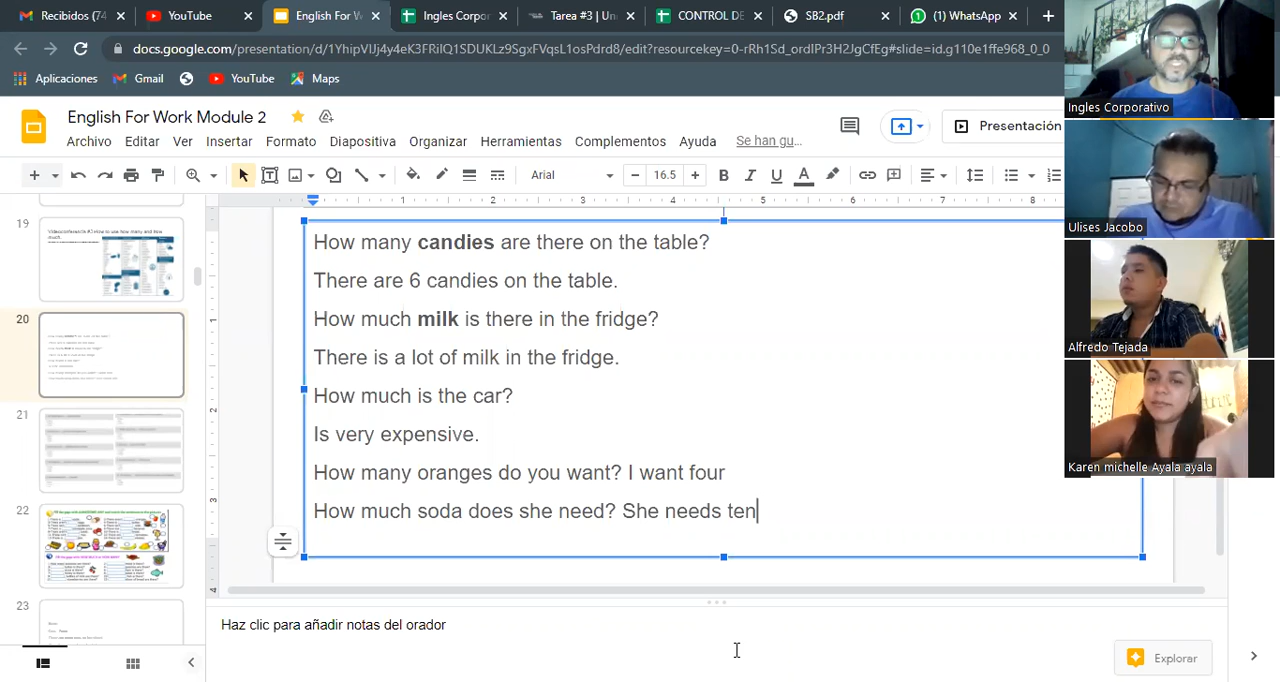 Recibidos (74
YouTube
English For W
Ingles Corpor
Tarea #3 | Un
CONTROL DE
SB2.pdf
(1) WhatsApp
docs.google.com/presentation/d/1YhipVlJj4y4eK3FRilQ1SDUKLz9SgxFVqsL1osPdrd8/edit?resourcekey=0-rRh1Sd_ordIPr3H2JgCfEg#slide=id.g110e1ffe968_0_0
Aplicaciones
Gmail
YouTube
Maps
English For Work Module 2
Archivo Editar Ver Insertar Formato Diapositiva Organizar Herramientas Complementos Ayuda Se han gu...
Presentación
Arial
16.5
Ingles Corporativo
Ulises Jacobo
Alfredo Tejada
Karen michelle Ayala ayala
19
20
21
22
23
How many candies are there on the table?
There are 6 candies on the table.
How much milk is there in the fridge?
There is a lot of milk in the fridge.
How much is the car?
Is very expensive.
How many oranges do you want? I want four
How much soda does she need? She needs ten
Haz clic para añadir notas del orador
Explorar